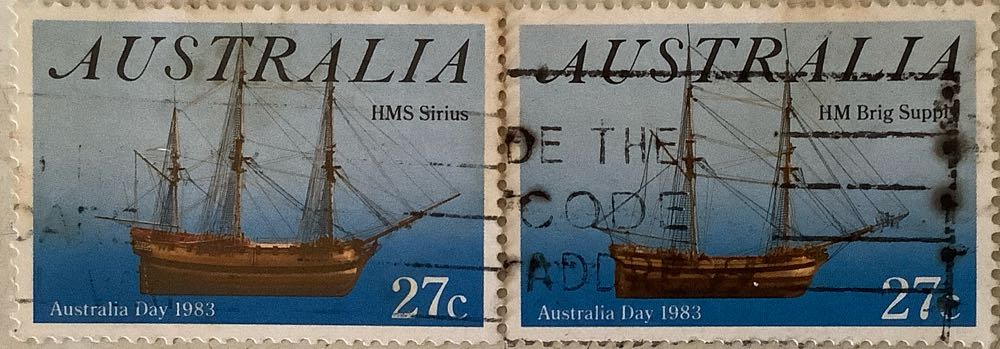 AUSTRALIA
HMS Sirius
Australia Day 1983
27c
AUSTRALIA
HM Brig Supply
DE THE
CODE
ADD
Australia Day 1983
27c